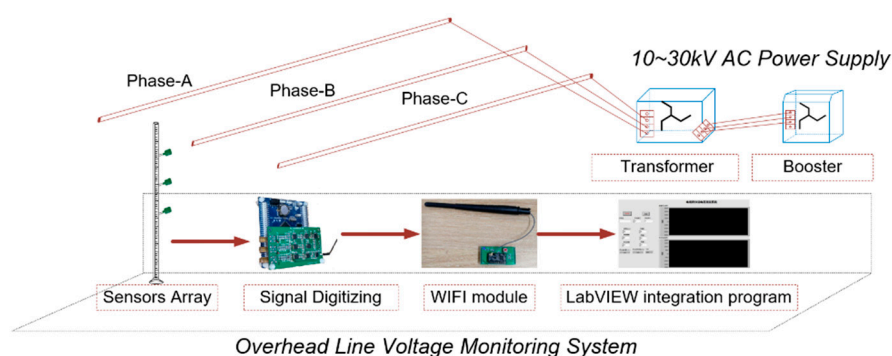 10~30kV AC Power Supply
Phase-A
Phase-B
Phase-C
Transformer
Booster
Sensors Array
Signal Digitizing
WIFI module
LabVIEW integration program
Overhead Line Voltage Monitoring System